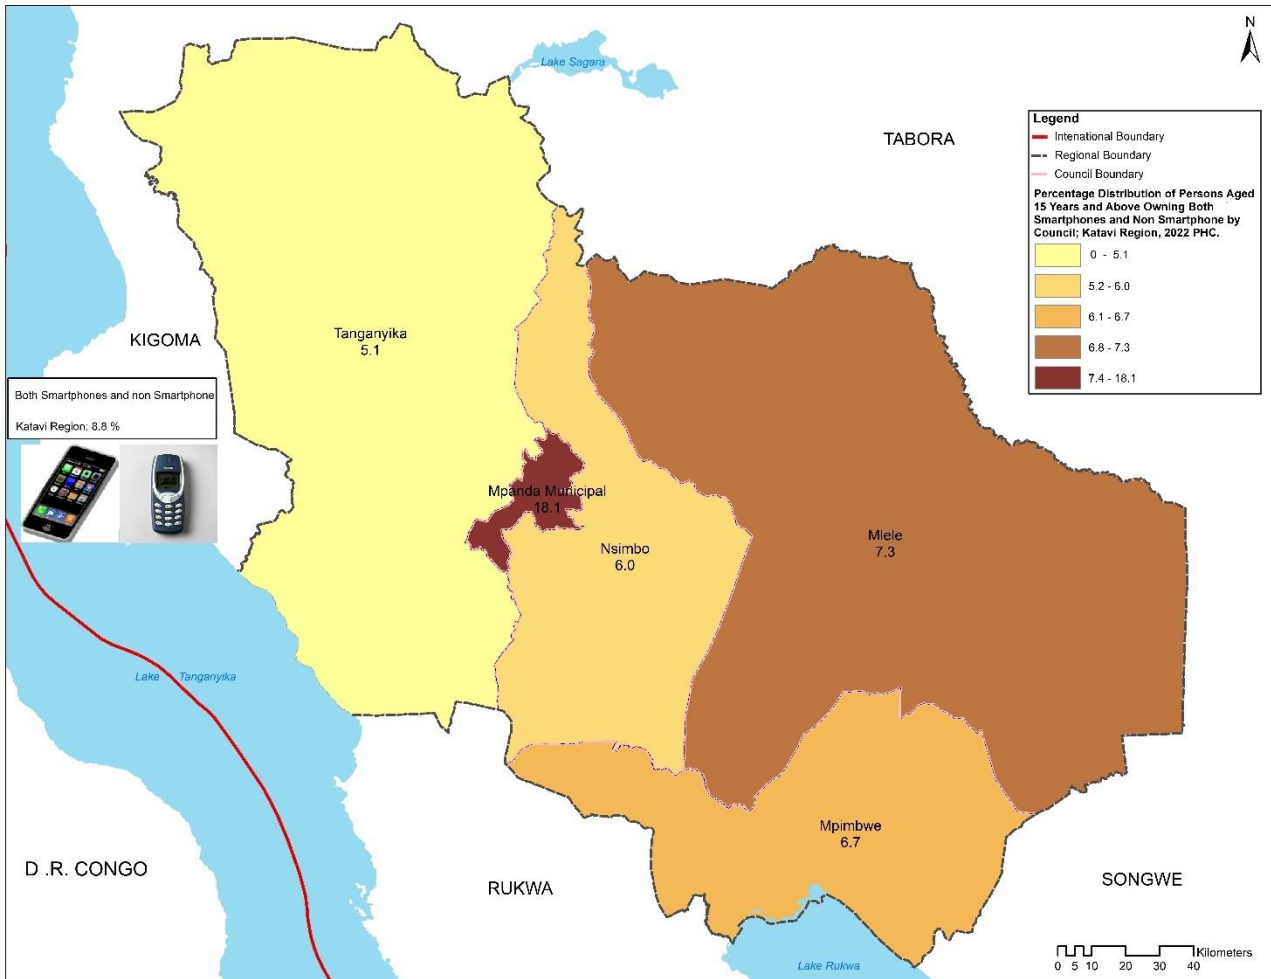 N
Lake Sagara
TABORA
Legend
Intenational Boundary
Regional Boundary
Council Boundary
Percentage Distribution of Persons Aged
15 Years and Above Owning Both
Smartphones and Non Smartphone by
Council; Katavi Region, 2022 PHC.
0 - 5.1
5.2 - 6.0
6.1 - 6.7
6.8 - 7.3
7.4 - 18.1
KIGOMA
Tanganyika
5.1
Both Smartphones and non Smartphone
Katavi Region: 8.8 %
Mpanda Municipal
18.1
Nsimbo
6.0
Mlele
7.3
Lake Tanganyika
Mpimbwe
6.7
D .R. CONGO
RUKWA
SONGWE
Lake Rukwa
Kilometers
0 5 10 20 30 40